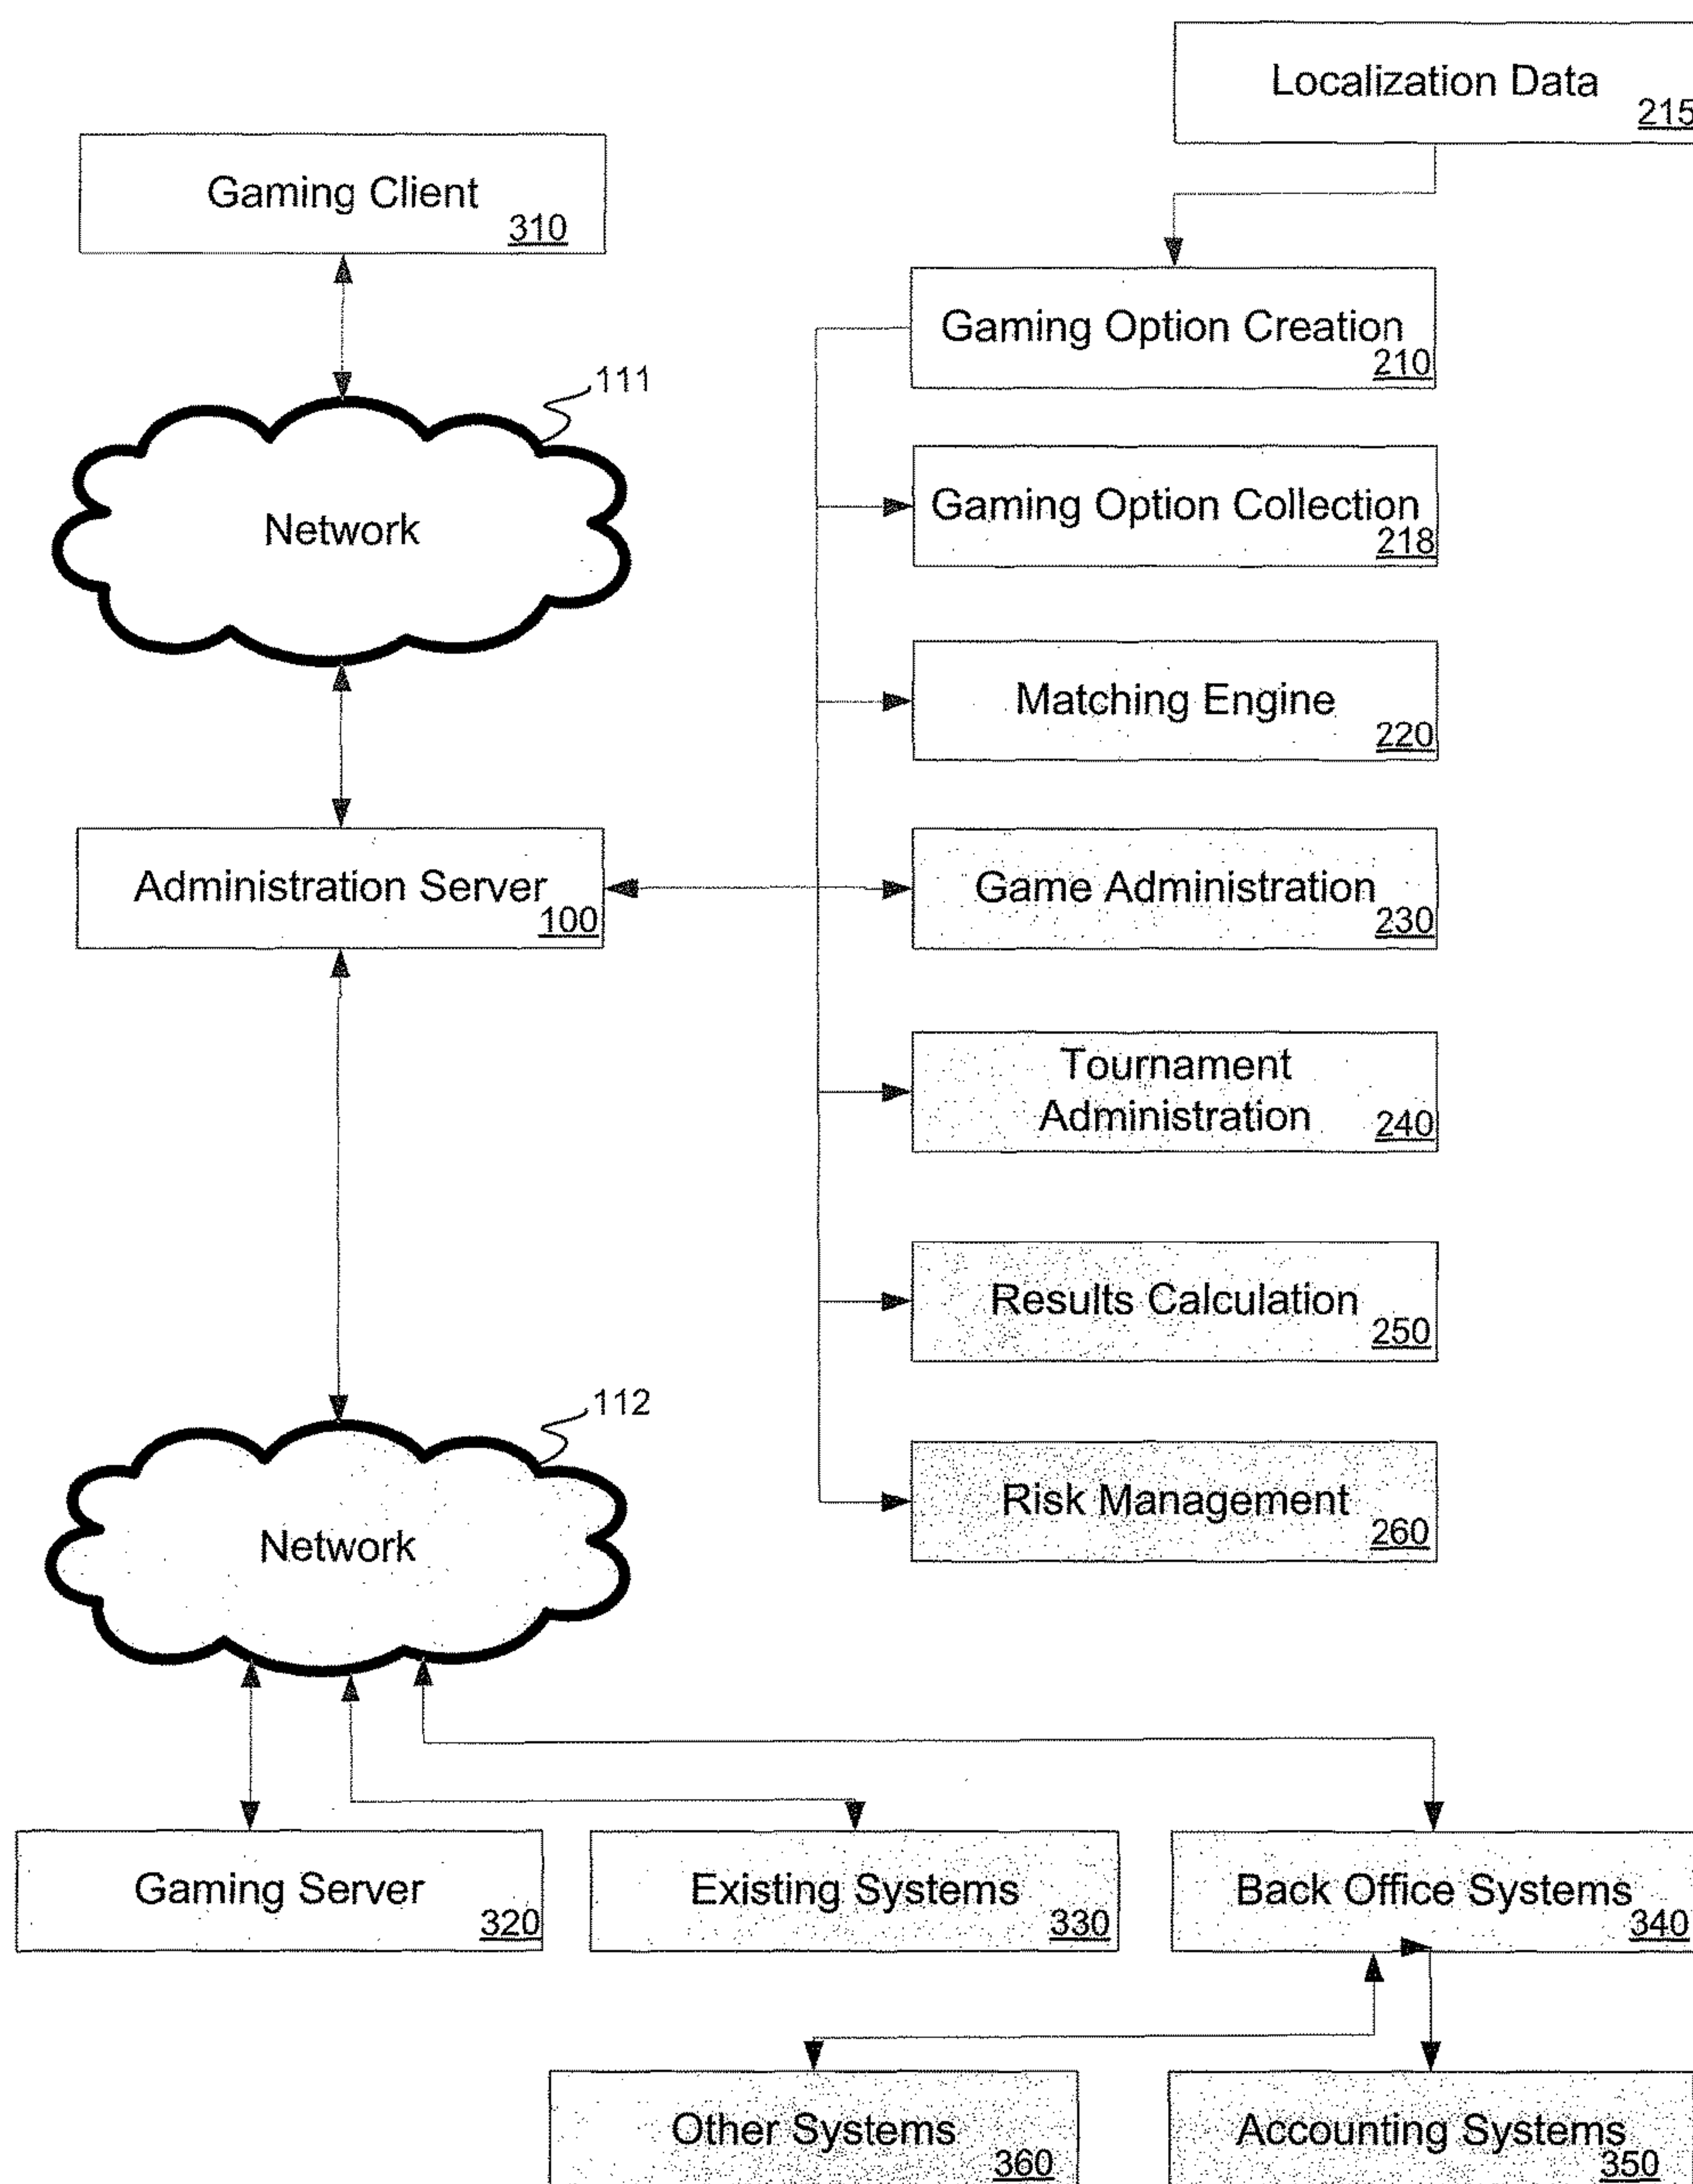 Localization Data
215
Gaming Client
310
Gaming Option Creation
210
111
Gaming Option Collection
218
Network
Matching Engine
220
Administration Server
100
Game Administration
230
Tournament
Administration
240
Results Calculation
250
112
Risk Management
260
Network
Gaming Server
320
Existing Systems
330
Back Office Systems
340
Other Systems
360
Accounting Systems
350